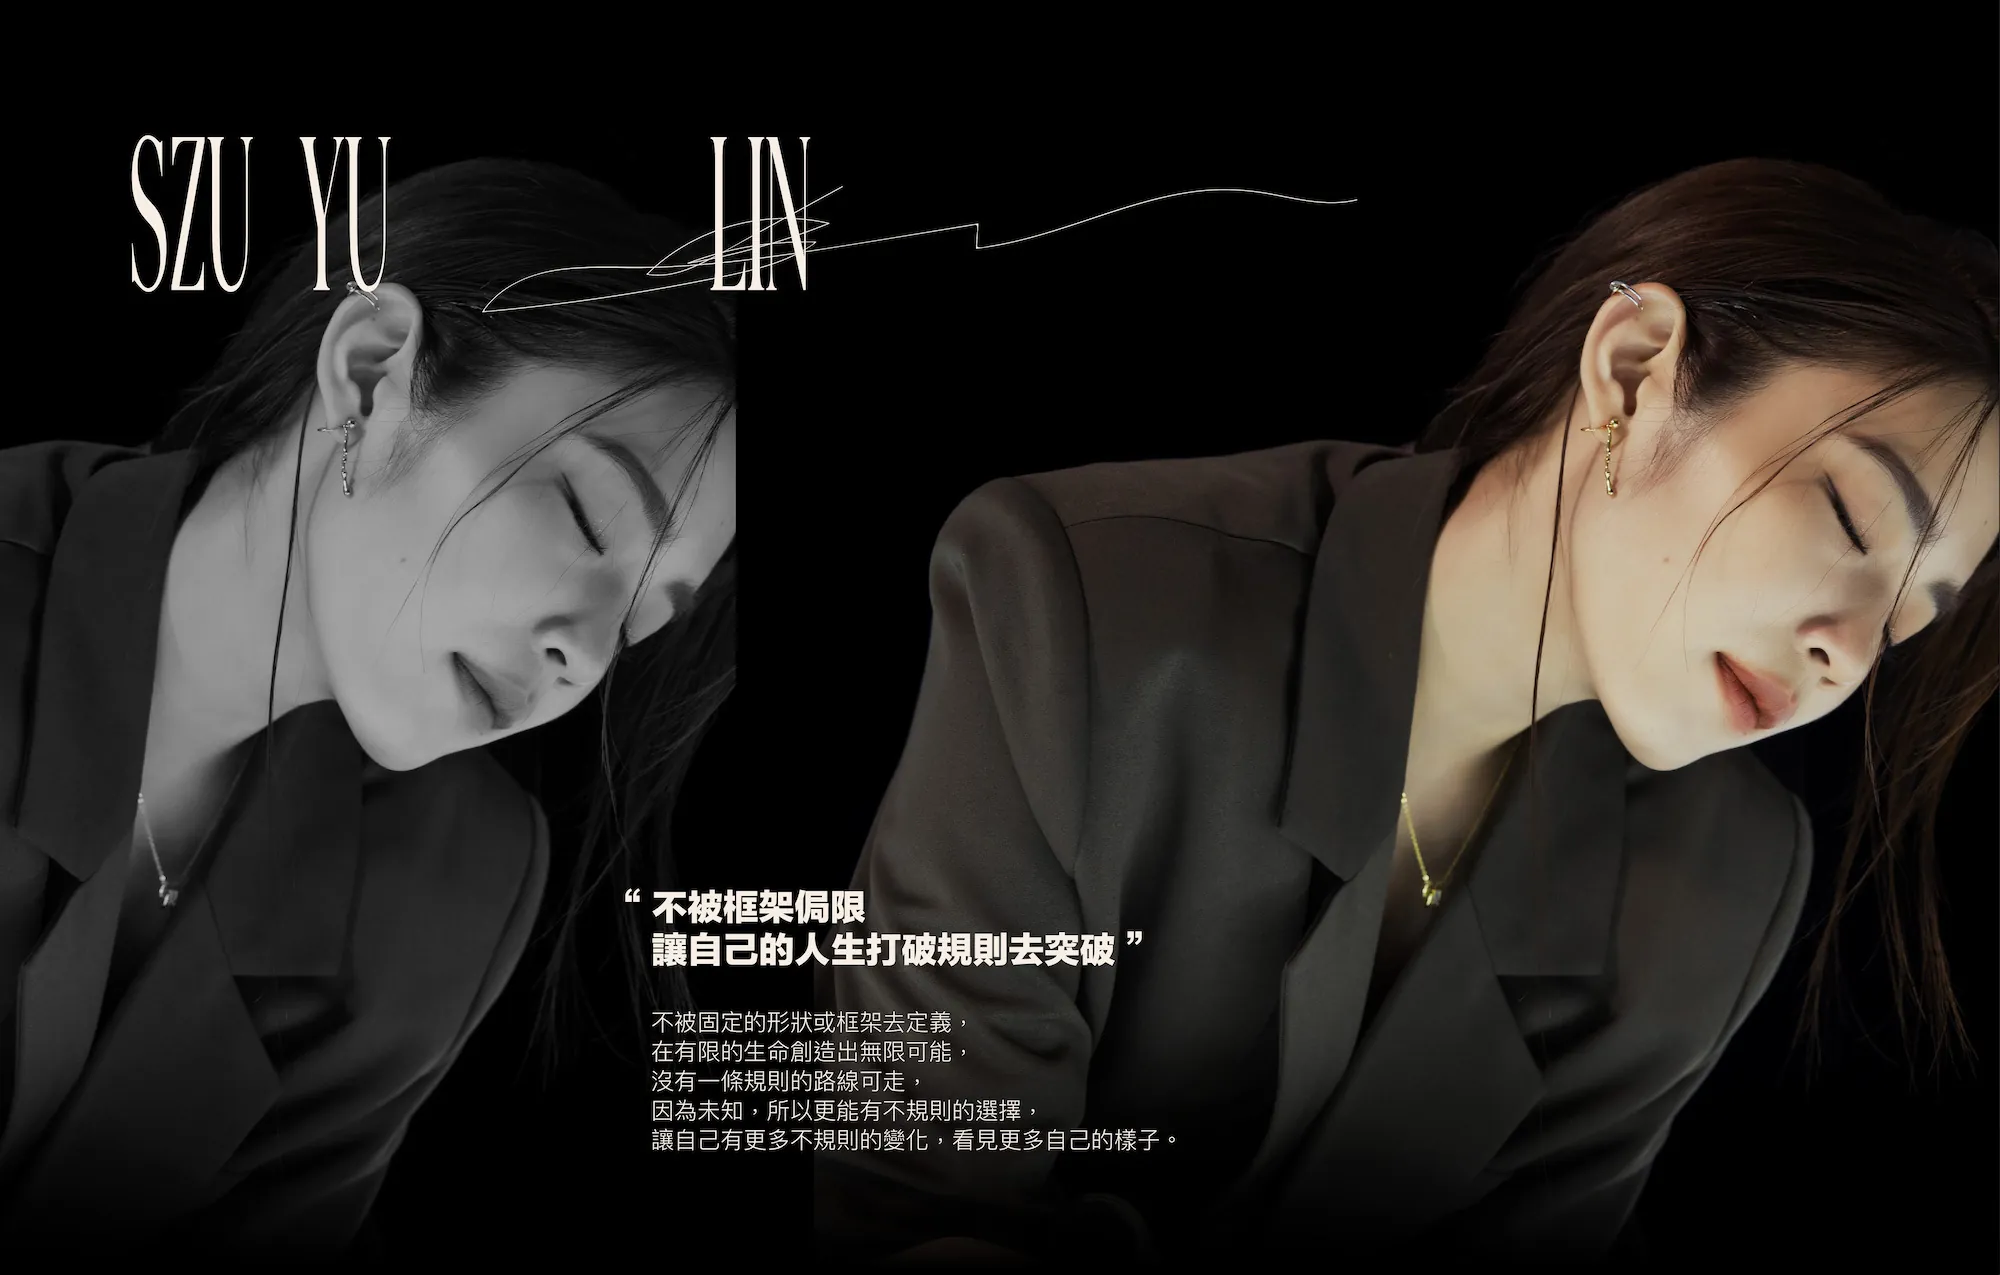 SZU YU LIN
“ 不被框架侷限
讓自己的人生打破規則去突破 ”
不被固定的形狀或框架去定義，
在有限的生命創造出無限可能，
沒有一條規則的路線可走，
因為未知，所以更能有不規則的選擇，
讓自己有更多不規則的變化，看見更多自己的樣子。